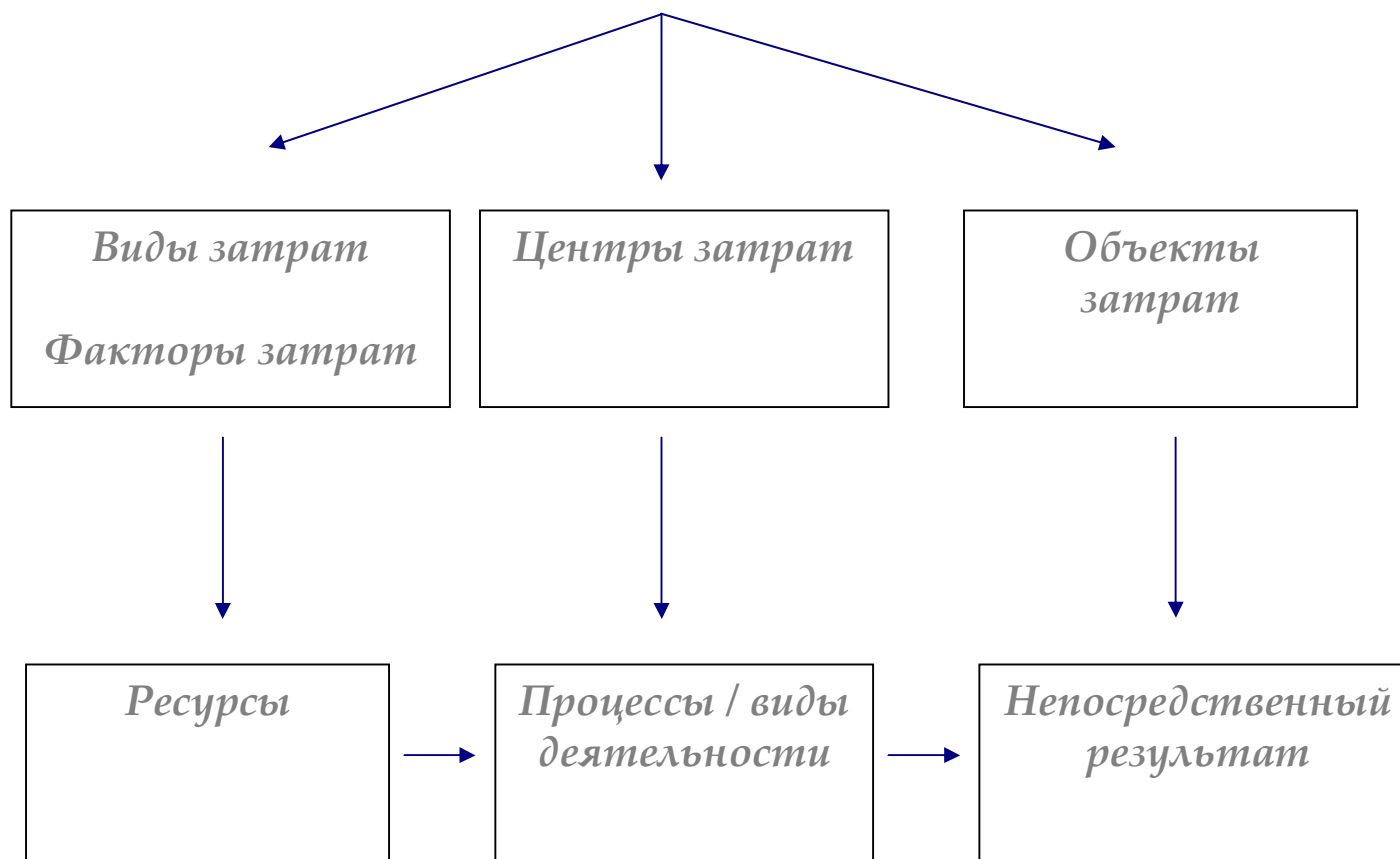 Виды затрат
Факторы затрат
Центры затрат
Объекты
затрат
Ресурсы
Процессы / виды
деятельности
Непосредственный
результат